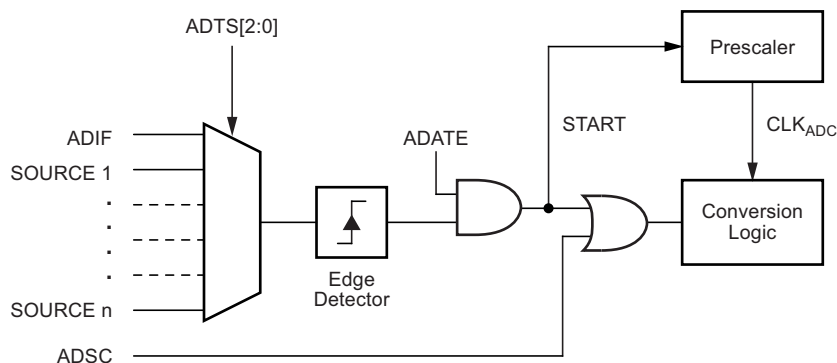 ADTS[2:0]
Prescaler
START
CLKADC
ADIF
ADATE
SOURCE 1
.
.
.
.
Conversion
Logic
Edge
Detector
SOURCE n
ADSC